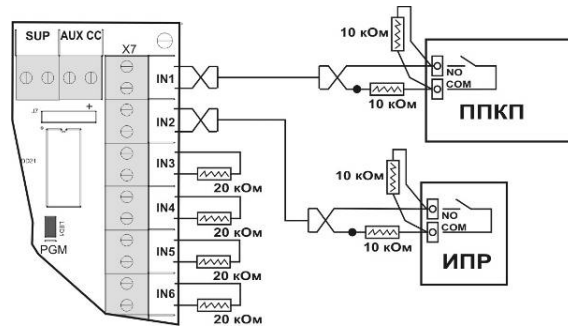 SUP
AUX CC
X7
IN1
IN2
IN3
IN4
IN5
IN6
J7
+
PGM
20 кОм
20 кОм
20 кОм
20 кОм
10 кОм
10 кОм
NO
COM
ППКП
10 кОм
10 кОм
NO
COM
ИПР